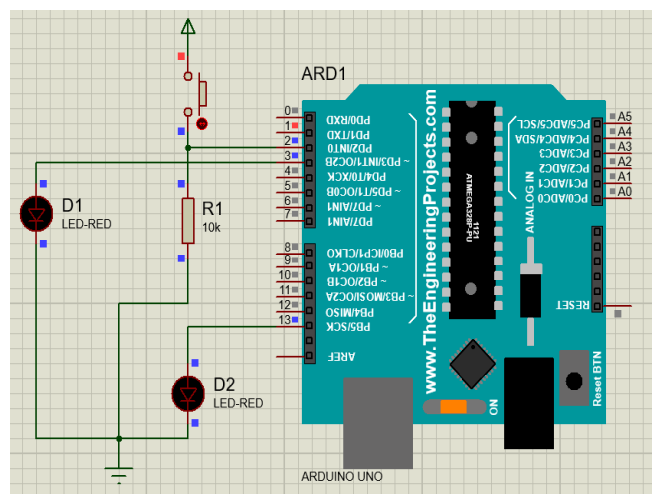 ARD1
0
1
2
3
4
5
6
7
8
9
10
11
12
13
PD0/RXD
PD1/TXD
PD2/INT0
~ PD3/INT1/OC2B
PD4/T0/XCK
~ PD5/T1/OC0B
~ PD6/AIN0
PD7/AIN1
PB0/ICP1/CLKO
~ PB1/OC1A
~ PB2/OC1B
~ PB3/MOSI/OC2A
PB4/MISO
PB5/SCK
AREF
D1
LED-RED
R1
10k
D2
LED-RED
www.TheEngineeringProjects.com
ATMEGA328P-PU
1121
ANALOG IN
PC5/ADC5/SCL
PC4/ADC4/SDA
PC3/ADC3
PC2/ADC2
PC1/ADC1
PC0/ADC0
A5
A4
A3
A2
A1
A0
RESET
Reset BTN
ON
ARDUINO UNO